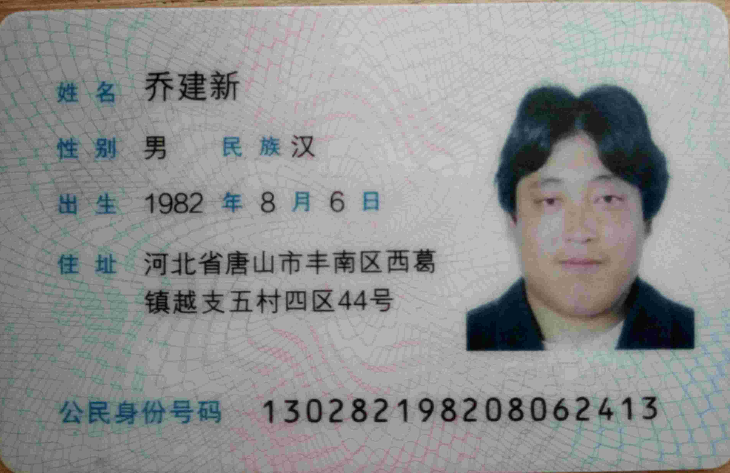 姓名 乔建新
性别 男 民族 汉
出生 1982 年 8 月 6 日
住址 河北省唐山市丰南区西葛
镇越支五村四区44号
公民身份号码 130282198208062413